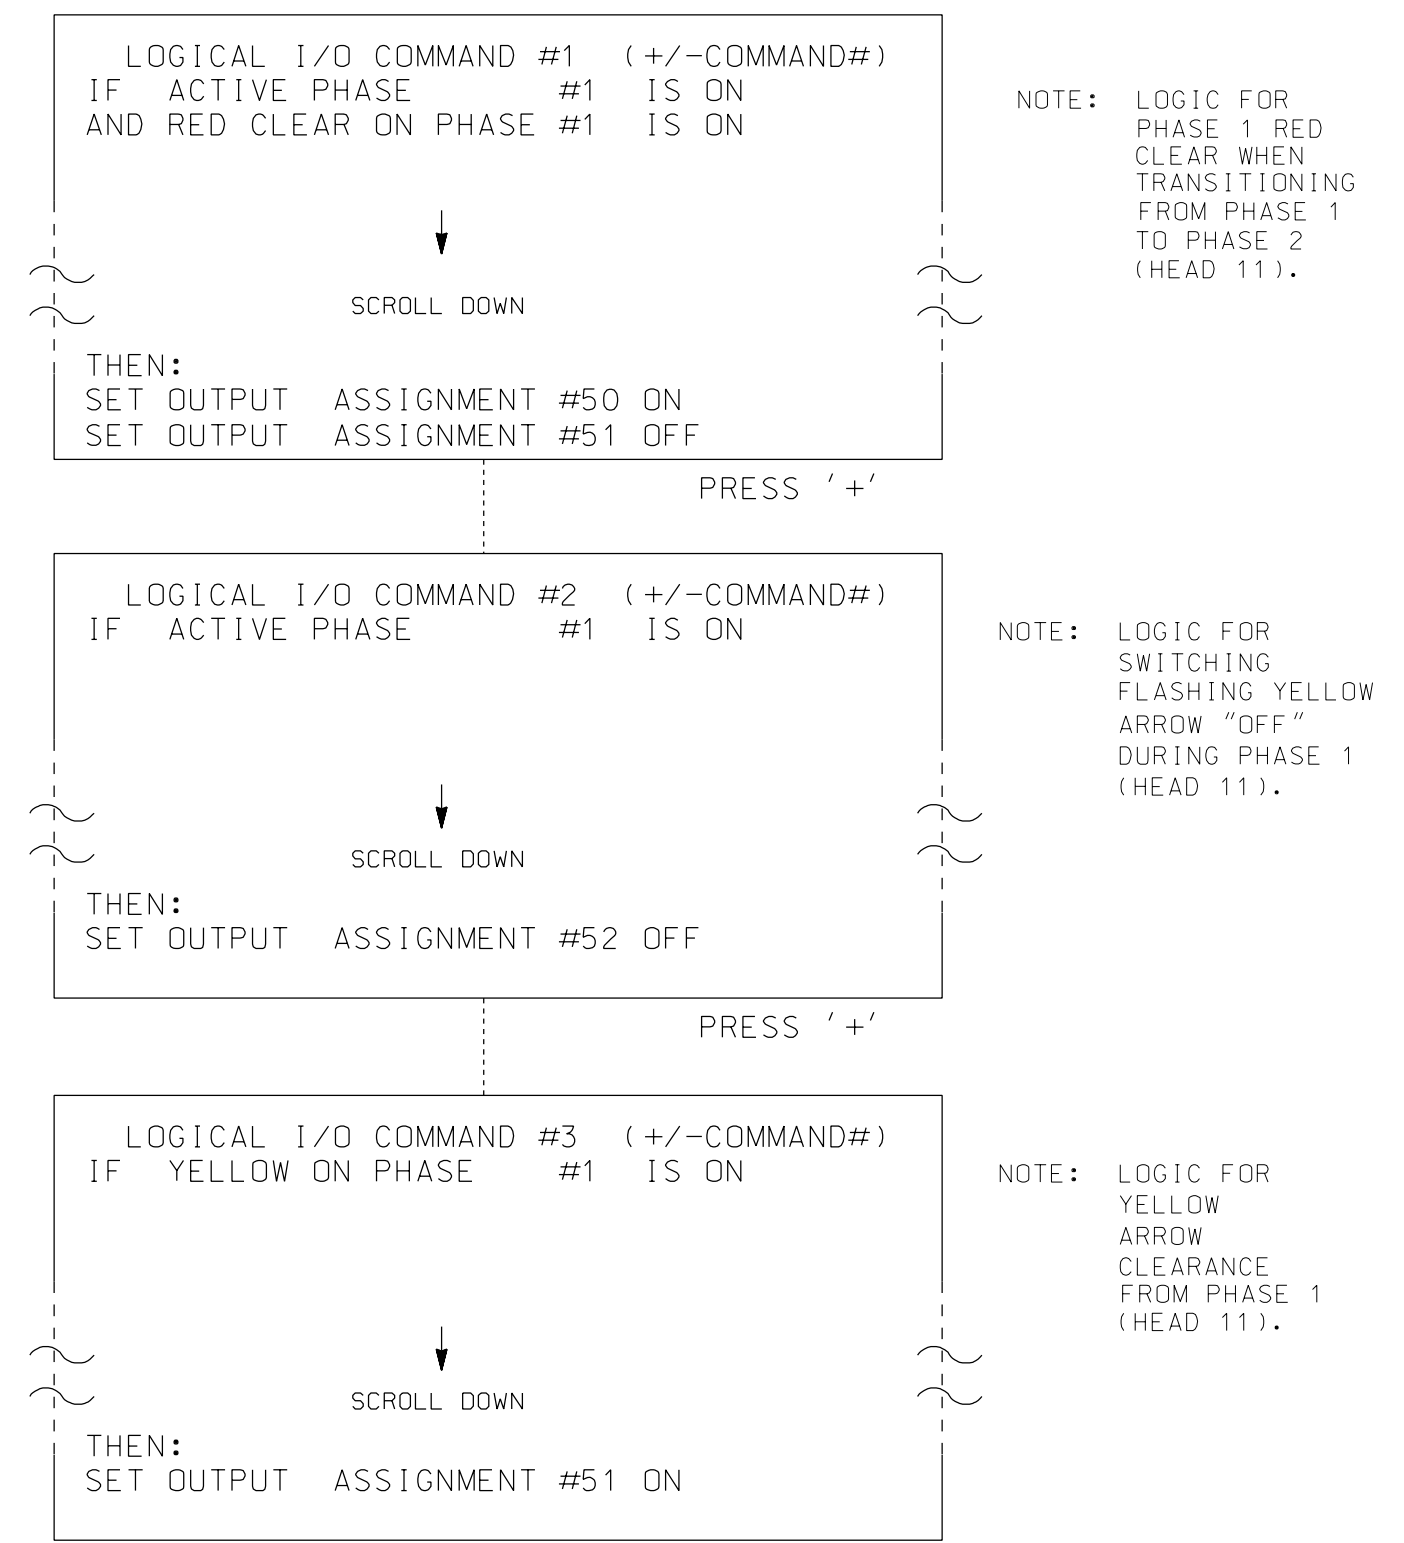 LOGICAL I/O COMMAND #1 (+/-COMMAND#)
IF ACTIVE PHASE #1 IS ON
AND RED CLEAR ON PHASE #1 IS ON
SCROLL DOWN
THEN:
SET OUTPUT ASSIGNMENT #50 ON
SET OUTPUT ASSIGNMENT #51 OFF
NOTE: LOGIC FOR
PHASE 1 RED
CLEAR WHEN
TRANSITIONING
FROM PHASE 1
TO PHASE 2
(HEAD 11).
PRESS '+'
LOGICAL I/O COMMAND #2 (+/-COMMAND#)
IF ACTIVE PHASE #1 IS ON
SCROLL DOWN
THEN:
SET OUTPUT ASSIGNMENT #52 OFF
NOTE: LOGIC FOR
SWITCHING
FLASHING YELLOW
ARROW "OFF"
DURING PHASE 1
(HEAD 11).
PRESS '+'
LOGICAL I/O COMMAND #3 (+/-COMMAND#)
IF YELLOW ON PHASE #1 IS ON
SCROLL DOWN
THEN:
SET OUTPUT ASSIGNMENT #51 ON
NOTE: LOGIC FOR
YELLOW
ARROW
CLEARANCE
FROM PHASE 1
(HEAD 11).